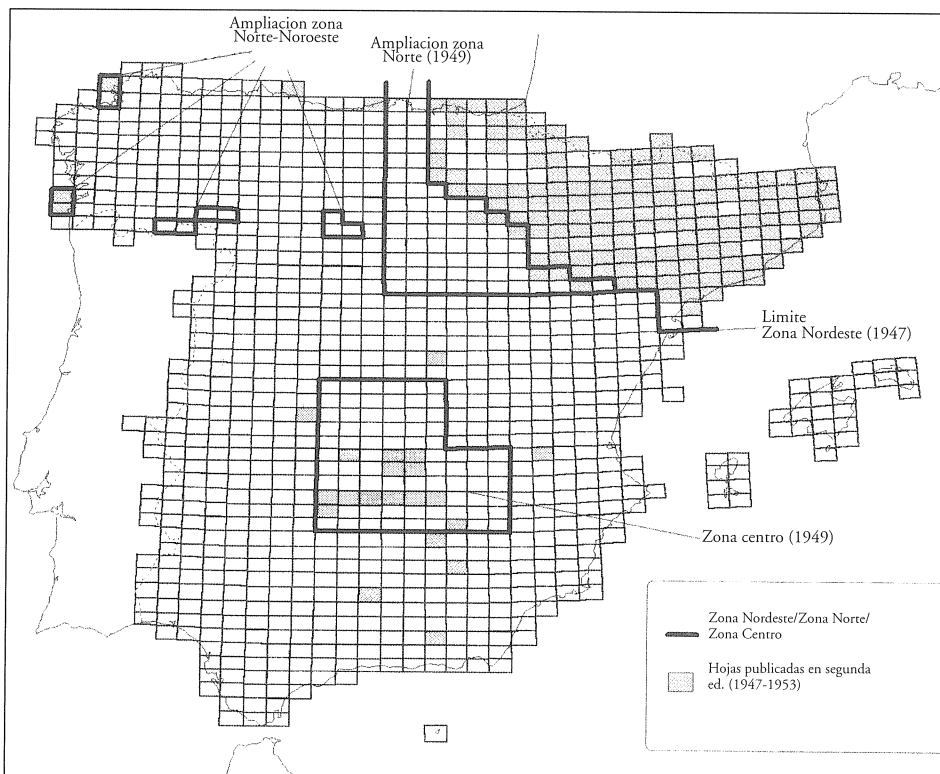 Ampliacion zona
Norte-Noroeste
Ampliacion zona
Norte (1949)
Limite
Zona Nordeste (1947)
Zona centro (1949)
Zona Nordeste/Zona Norte/
Zona Centro
Hojas publicadas en segunda
ed. (1947-1953)